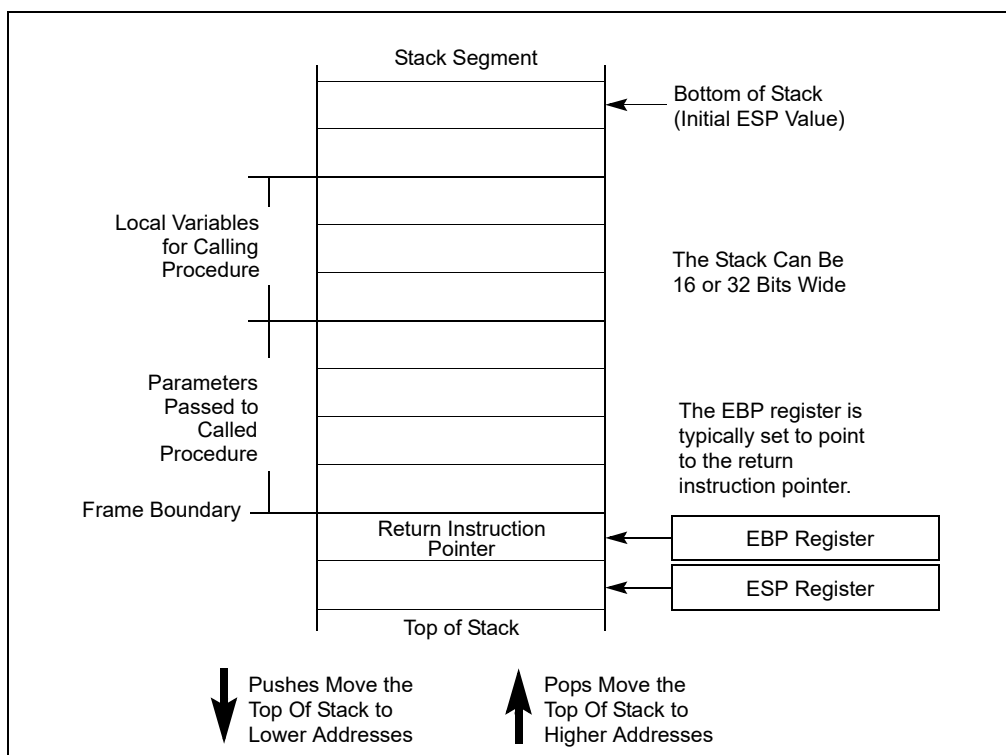 Stack Segment
Bottom of Stack
(Initial ESP Value)
Local Variables
for Calling
Procedure
The Stack Can Be
16 or 32 Bits Wide
Parameters
Passed to
Called
Procedure
The EBP register is
typically set to point
to the return
instruction pointer.
Frame Boundary
Return Instruction
Pointer
EBP Register
ESP Register
Top of Stack
Pushes Move the
Top Of Stack to
Lower Addresses
Pops Move the
Top Of Stack to
Higher Addresses